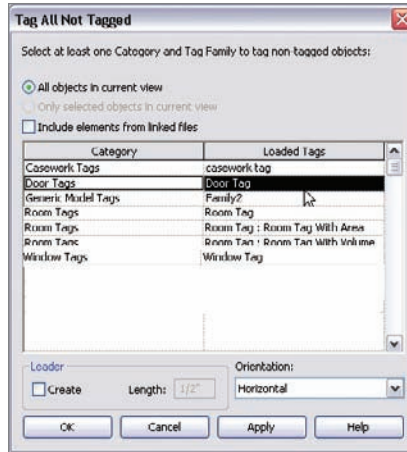 Tag All Not Tagged
Select at least one Category and Tag Family to tag non-tagged objects:
All objects in current view
Only selected objects in current view
Include elements from linked files
Category Loaded Tags
Casework Tags casework tag
Door Tags Door Tag
Generic Model Tags Family2
Room Tags Room Tag
Room Tags Room Tag : Room Tag With Area
Room Tags Room Tag : Room Tag With Volume
Window Tags Window Tag
Leader Orientation:
Create Length: 1/2" Horizontal
OK Cancel Apply Help